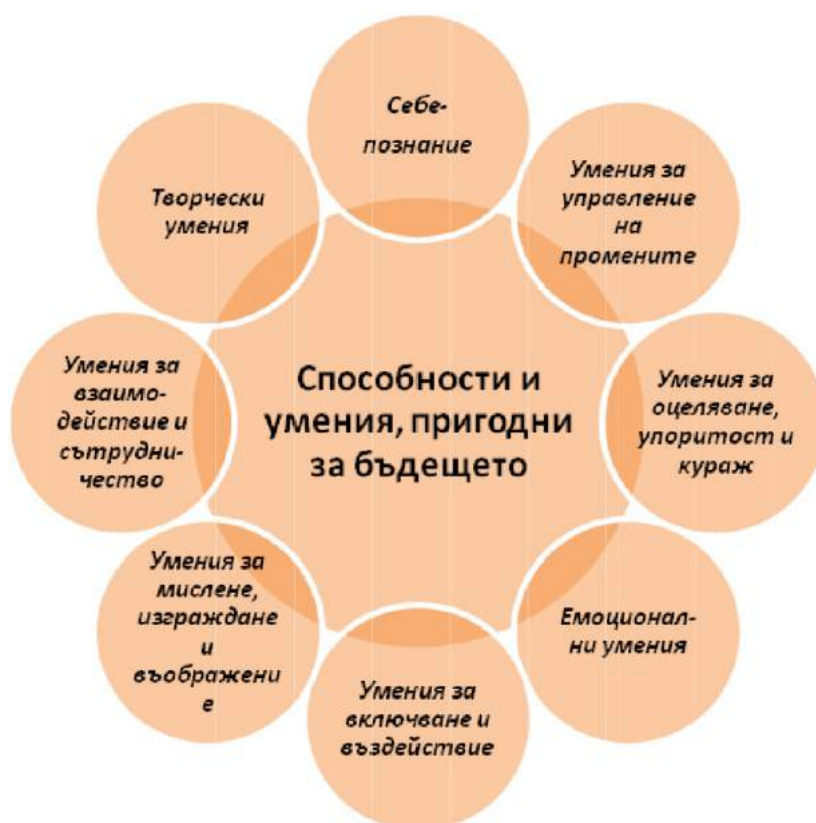 Себе-
познание
Умения за
управление
на
промените
Умения за
оцеляване,
упоритост и
кураж
Емоционал-
ни умения
Умения за
включване и
въздействие
Умения за
мислене,
изграждане
и
въображени
е
Умения за
взаимо-
действие и
сътрудни-
чество
Творчески
умения
Способности и
умения, пригодни
за бъдещето